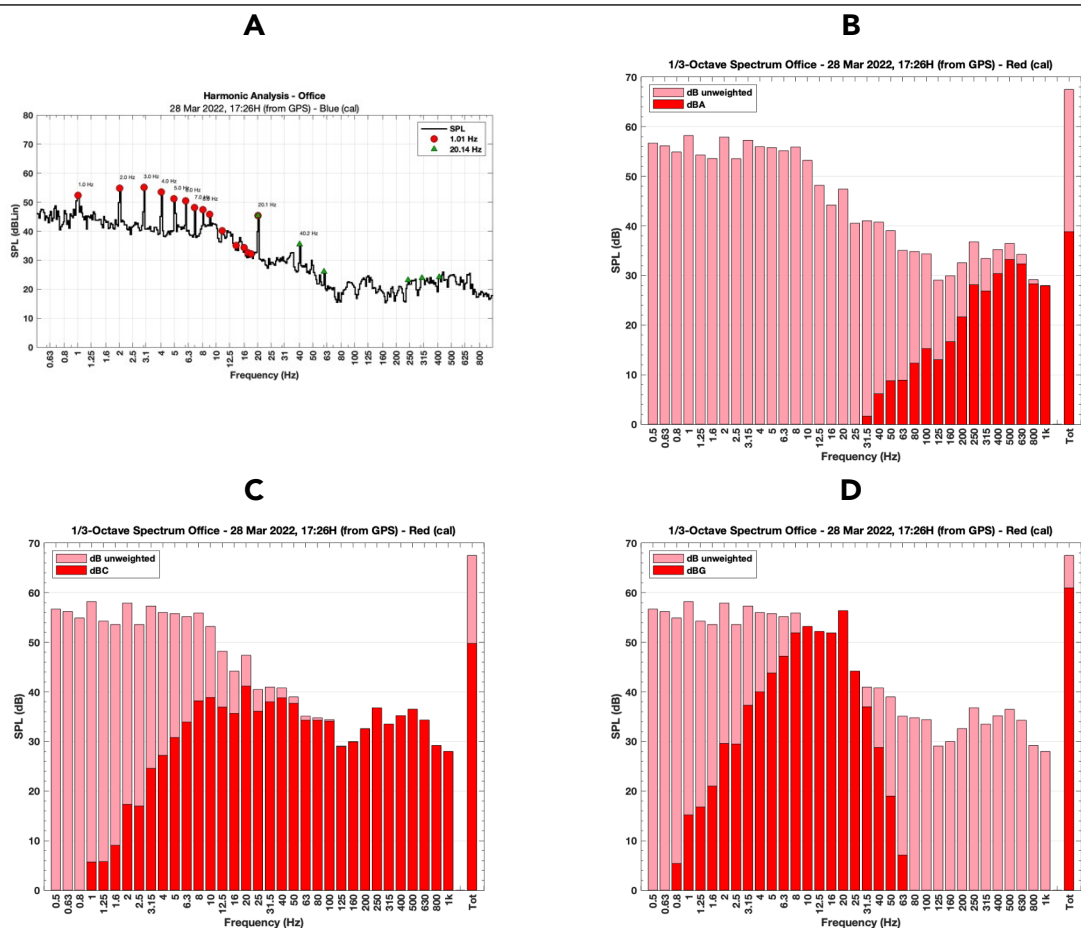 A
Harmonic Analysis - Office
28 Mar 2022, 17:26H (from GPS) - Blue (cal)
80
70
60
50
40
30
20
10
0
SPL (dBLin)
SPL
1.01 Hz
20.14 Hz
1.0 Hz
2.0 Hz
3.0 Hz
4.0 Hz
5.0 Hz
7.0 Hz
20.1 Hz
40.2 Hz
0.63 0.8 1 1.25 1.6 2 2.5 3.1 4 5 6.3 8 10 12.5 16 20 25 31 40 50 63 80 100 125 160 200 250 315 400 500 625 800
Frequency (Hz)
B
1/3-Octave Spectrum Office - 28 Mar 2022, 17:26H (from GPS) - Red (cal)
70
60
50
40
30
20
10
0
SPL (dB)
dB unweighted
dBA
0.5 0.63 0.8 1 1.25 1.6 2 2.5 3.15 4 5 6.3 8 10 12.5 16 20 25 31.5 40 50 63 80 100 125 160 200 250 315 400 500 630 800 1k Tot
Frequency (Hz)
C
1/3-Octave Spectrum Office - 28 Mar 2022, 17:26H (from GPS) - Red (cal)
70
60
50
40
30
20
10
0
SPL (dB)
dB unweighted
dBC
0.5 0.63 0.8 1 1.25 1.6 2 2.5 3.15 4 5 6.3 8 10 12.5 16 20 25 31.5 40 50 63 80 100 125 160 200 250 315 400 500 630 800 1k Tot
Frequency (Hz)
D
1/3-Octave Spectrum Office - 28 Mar 2022, 17:26H (from GPS) - Red (cal)
70
60
50
40
30
20
10
0
SPL (dB)
dB unweighted
dBG
0.5 0.63 0.8 1 1.25 1.6 2 2.5 3.15 4 5 6.3 8 10 12.5 16 20 25 31.5 40 50 63 80 100 125 160 200 250 315 400 500 630 800 1k Tot
Frequency (Hz)